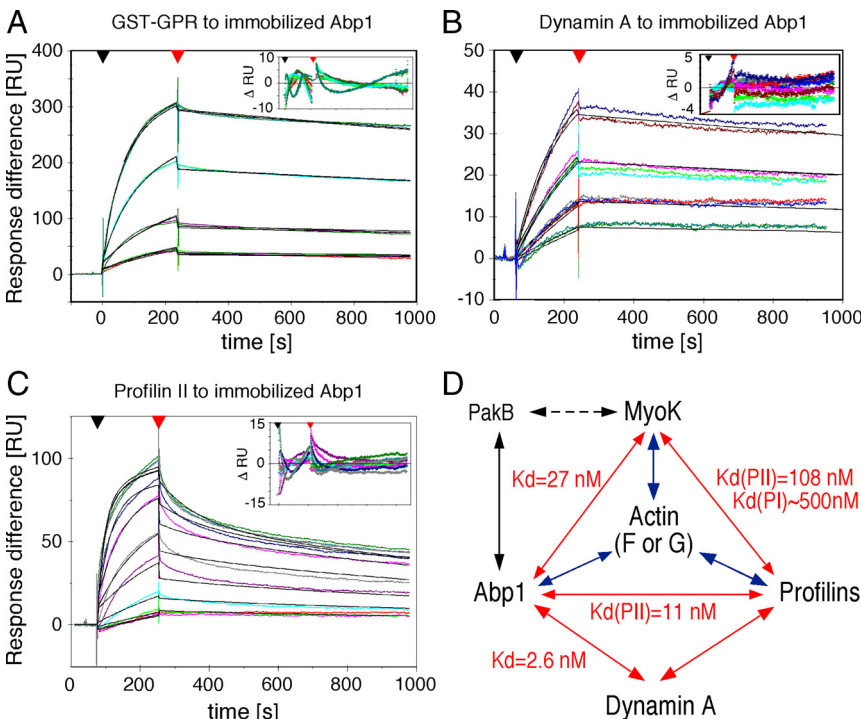 A
GST-GPR to immobilized Abp1
Response difference [RU]
400
300
200
100
0
0 200 400 600 800 1000
time [s]
Δ RU
10
0
-10
B
Dynamin A to immobilized Abp1
50
40
30
20
10
0
-10
0 200 400 600 800 1000
time [s]
Δ RU
4
0
-4
C
Profilin II to immobilized Abp1
Response difference [RU]
100
50
0
0 200 400 600 800 1000
time [s]
Δ RU
15
0
-15
D
PakB
MyoK
Kd=27 nM
Kd(PII)=108 nM
Kd(PI)~500nM
Actin
(F or G)
Abp1
Profilins
Kd(PII)=11 nM
Kd=2.6 nM
Dynamin A